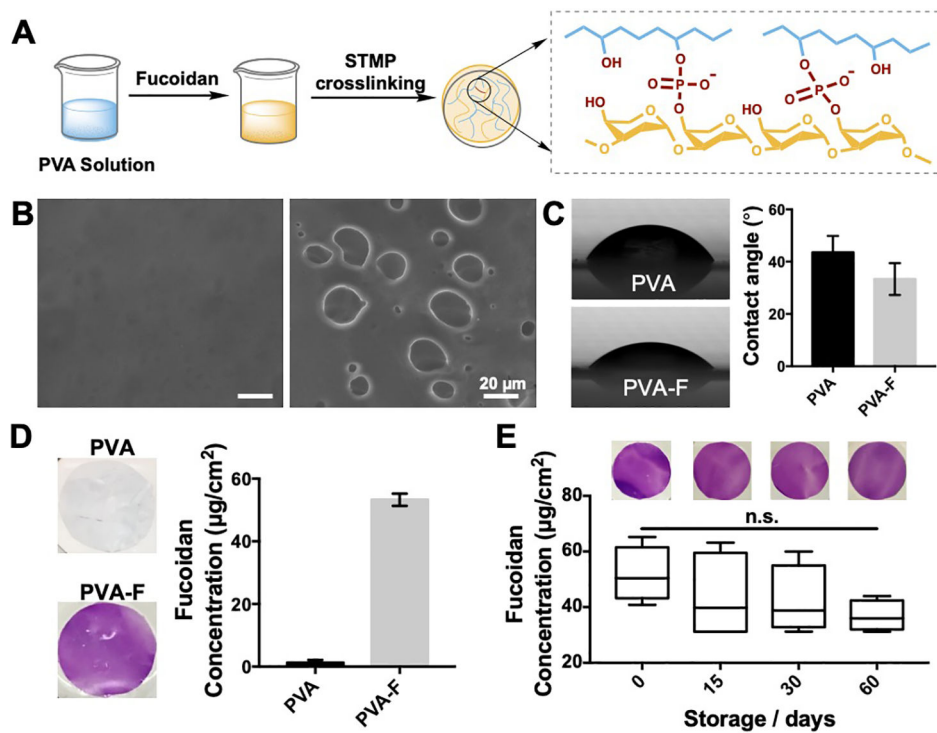 A
Fucoidan
STMP
crosslinking
PVA Solution
OH
O
O
O P O⁻
O
HO
HO
O
O
O
O
O
O
O
O
O
OH
O P O⁻
O
B
20 μm
C
PVA
PVA-F
Contact angle (°)
60
40
20
0
PVA
PVA-F
D
PVA
PVA-F
Fucoidan
Concentration (μg/cm²)
60
40
20
0
PVA
PVA-F
E
n.s.
Fucoidan
Concentration (μg/cm²)
80
60
40
20
0
15
30
60
Storage / days